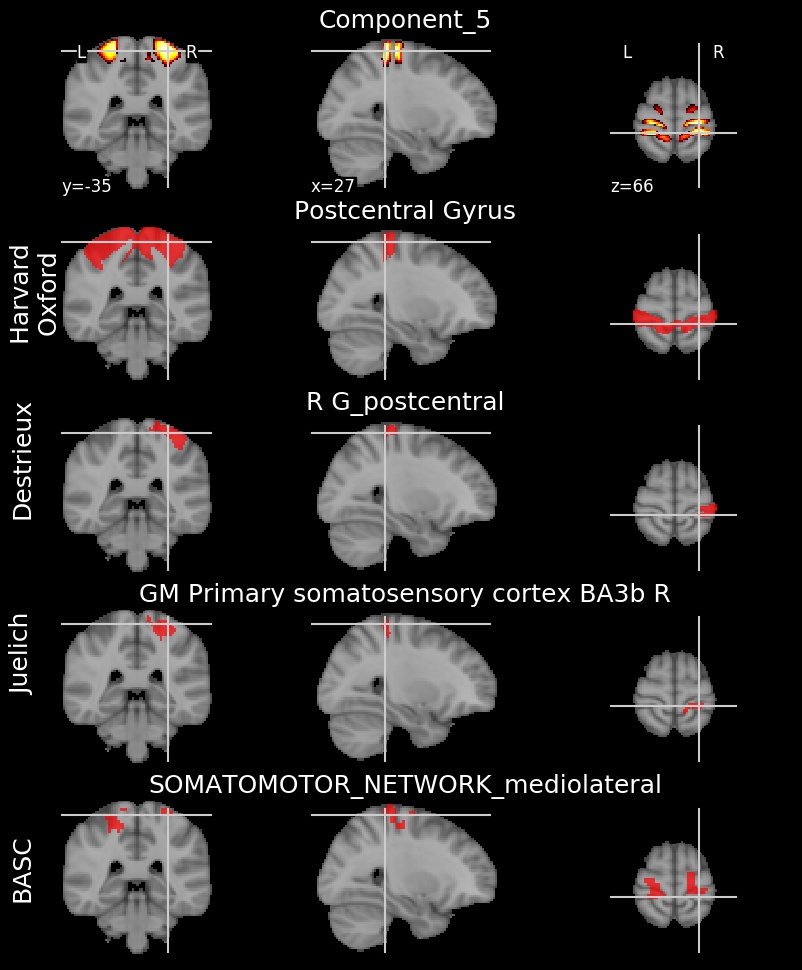 Component_5
L R
L R
y=-35 x=27 z=66
Postcentral Gyrus
Harvard
Oxford
R G_postcentral
Destrieux
GM Primary somatosensory cortex BA3b R
Juelich
SOMATOMOTOR_NETWORK_mediolateral
BASC